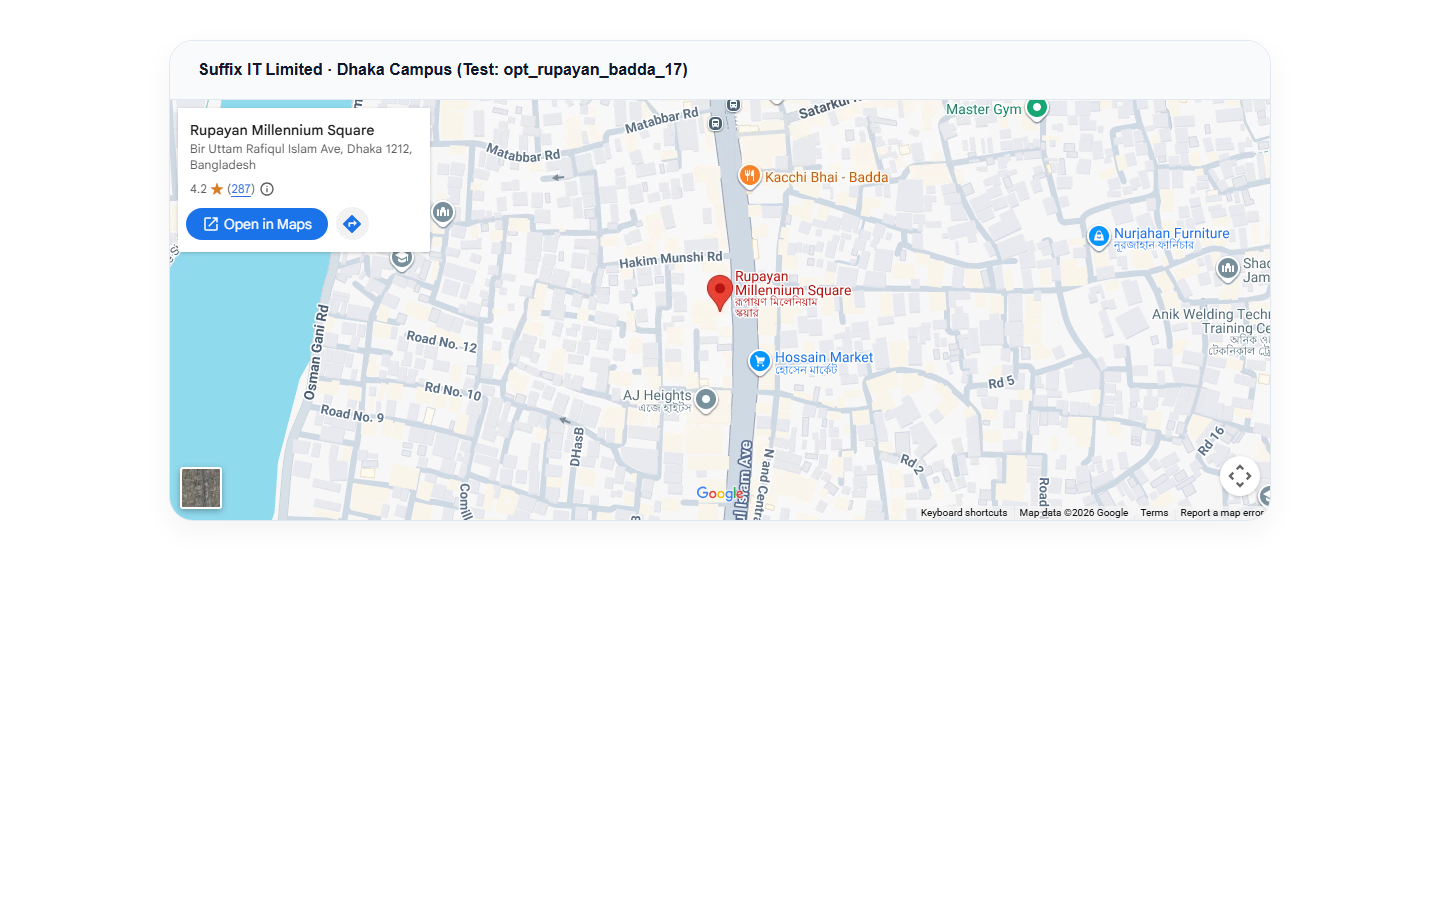 Suffix IT Limited · Dhaka Campus (Test: opt_rupayan_badda_17)
Rupayan Millennium Square
Bir Uttam Rafiqul Islam Ave, Dhaka 1212,
Bangladesh
4.2 ★ (287)
Open in Maps
Matabbar Rd
Matabbar Rd
Master Gym
Kacchi Bhai - Badda
Nurjahan Furniture
নূরজাহান ফার্নিচার
Hakim Munshi Rd
Rupayan
Millennium Square
রূপায়ণ মিলেনিয়াম
স্কয়ার
Anik Welding
Training
অনিক
টেকনিকাল
Osman Gani Rd
Road No. 12
Hossain Market
হোসেন মার্কেট
Rd No. 10
AJ Heights
এজে হাইটস
Rd 5
Road No. 9
DHasB
Rd 16
Rd 2
N and
Road
Google
Keyboard shortcuts
Map data ©2026 Google
Terms
Report a map error